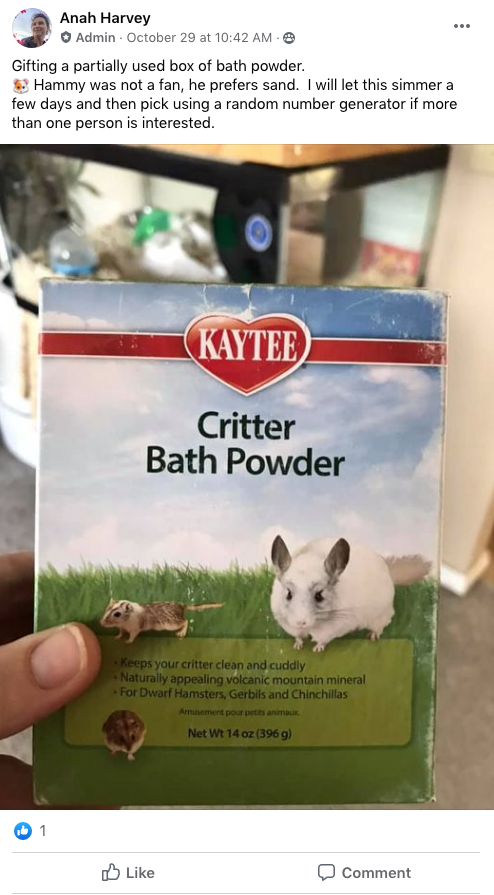 Anah Harvey
Admin · October 29 at 10:42 AM ·
Gifting a partially used box of bath powder.
🐹 Hammy was not a fan, he prefers sand.  I will let this simmer a
few days and then pick using a random number generator if more
than one person is interested.
KAYTEE
Critter
Bath Powder
• Keeps your critter clean and cuddly
• Naturally appealing volcanic mountain mineral
• For Dwarf Hamsters, Gerbils and Chinchillas
Amusement pour petits animaux.
Net Wt 14 oz (396 g)
1
Like
Comment